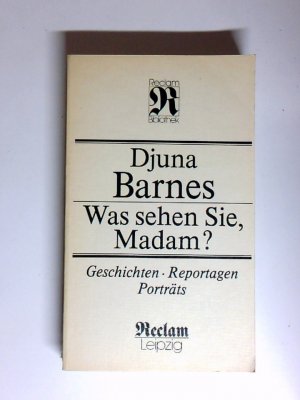 Reclam
R
Bibliothek
Djuna
Barnes
Was sehen Sie,
Madam?
Geschichten · Reportagen
Porträts
Reclam
Leipzig